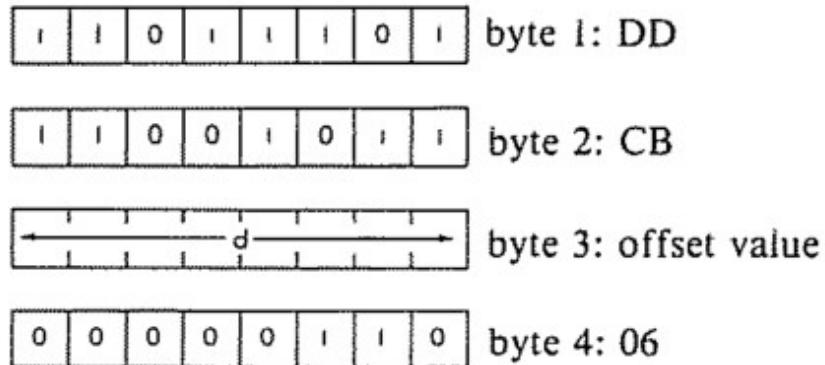 1 1 0 1 1 1 0 1 byte 1: DD
1 1 0 0 1 0 1 1 byte 2: CB
d byte 3: offset value
0 0 0 0 0 1 1 0 byte 4: 06